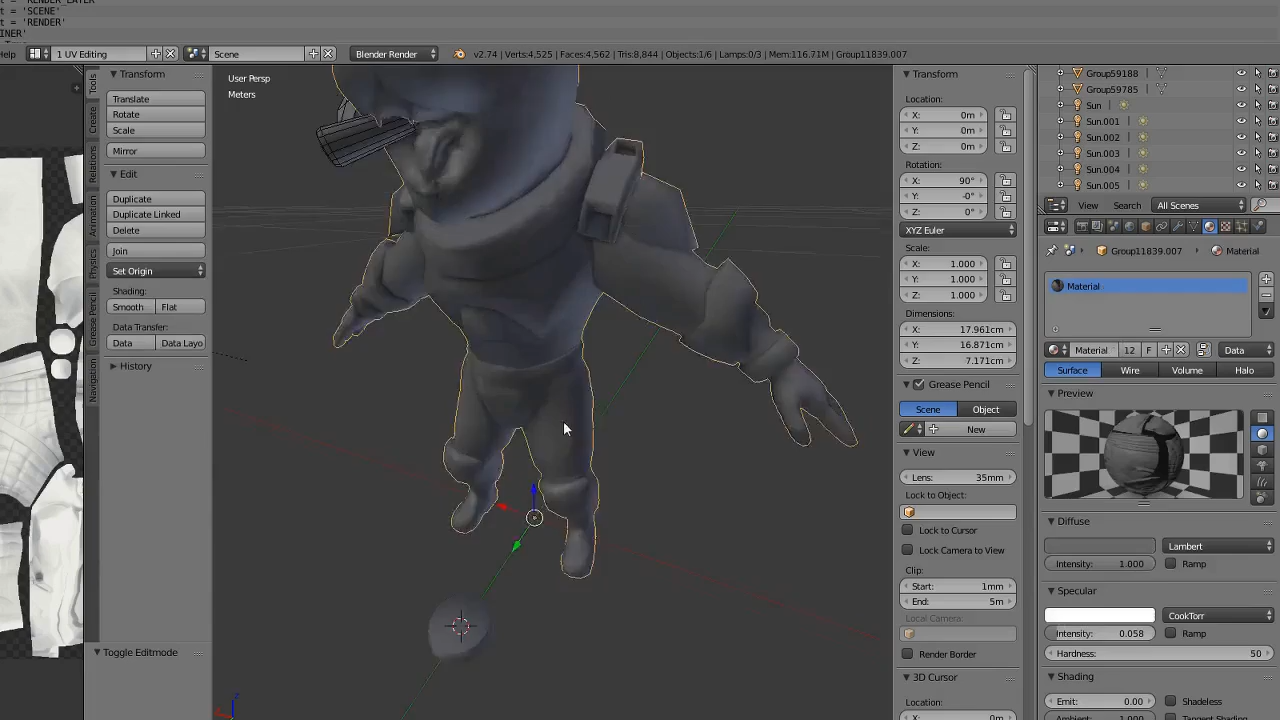 t = 'SCENE'
t = 'RENDER'
INER'
Help
1 UV Editing
Scene
Blender Render
v2.74 | Verts:4,525 | Faces:4,562 | Tris:8,844 | Objects:1/6 | Lamps:0/3 | Mem:116.71M | Group11839.007
Tools
Create
Relations
Animation
Physics
Grease Pencil
Navigation
Transform
Translate
Rotate
Scale
Mirror
Edit
Duplicate
Duplicate Linked
Delete
Join
Set Origin
Shading:
Smooth
Flat
Data Transfer:
Data
Data Layo
History
Toggle Editmode
User Persp
Meters
Transform
Location:
X: 0m
Y: 0m
Z: 0m
Rotation:
X: 90°
Y: -0°
Z: 0°
XYZ Euler
Scale:
X: 1.000
Y: 1.000
Z: 1.000
Dimensions:
X: 17.961cm
Y: 16.871cm
Z: 7.171cm
Grease Pencil
Scene
Object
New
View
Lens: 35mm
Lock to Object:
Lock to Cursor
Lock Camera to View
Clip:
Start: 1mm
End: 5m
Local Camera:
Render Border
3D Cursor
Location:
X: 0m
Group59188
Group59785
Sun
Sun.001
Sun.002
Sun.003
Sun.004
Sun.005
View
Search
All Scenes
Group11839.007
Material
Material
Material
12
F
Data
Surface
Wire
Volume
Halo
Preview
Diffuse
Lambert
Intensity: 1.000
Ramp
Specular
CookTorr
Intensity: 0.058
Ramp
Hardness: 50
Shading
Emit: 0.00
Shadeless